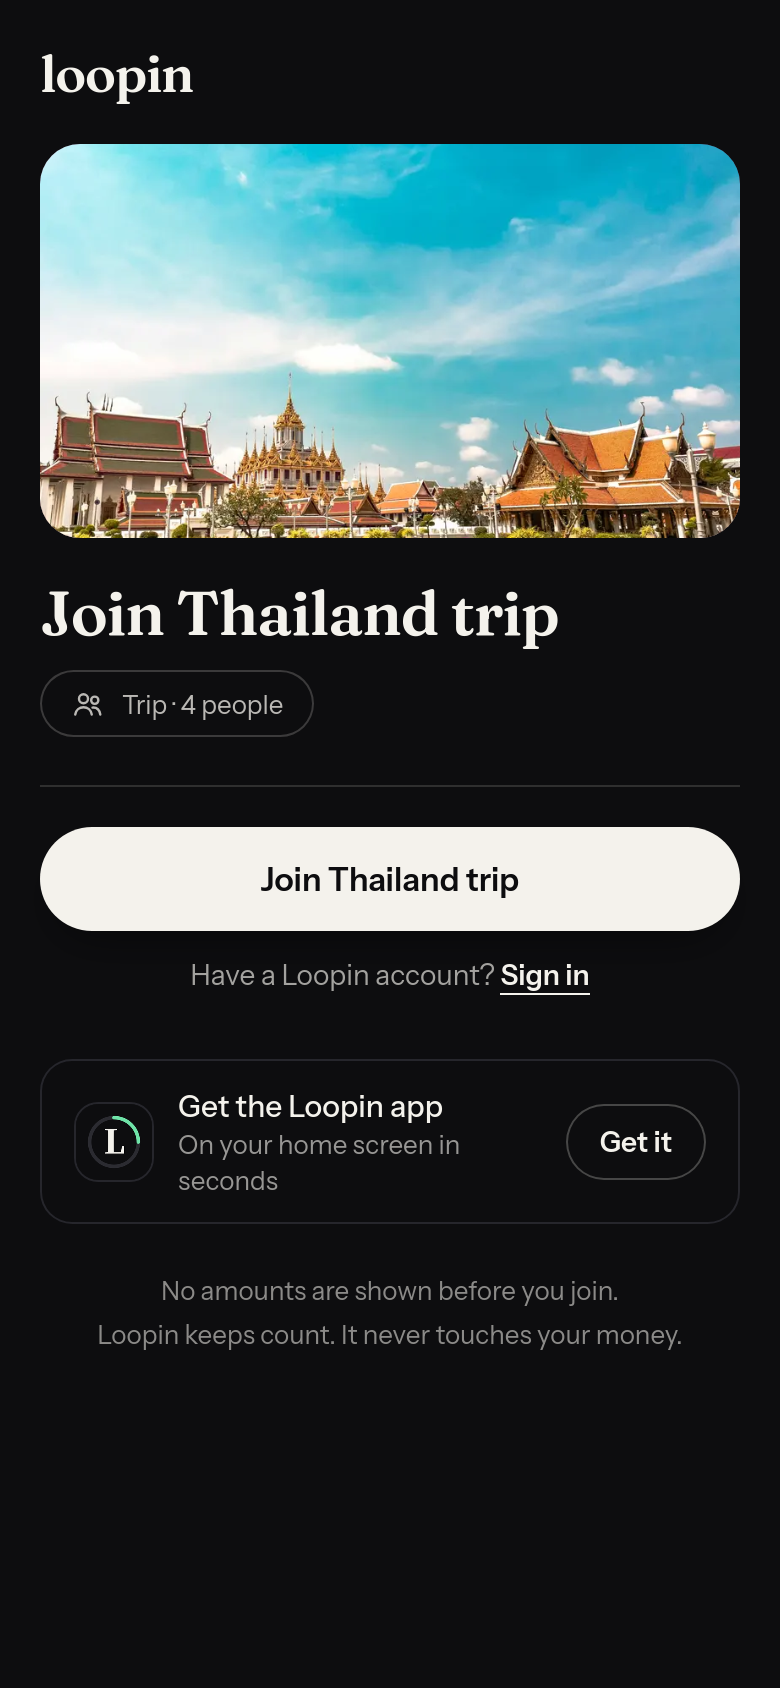 loopin
Join Thailand trip
Trip · 4 people
Join Thailand trip
Have a Loopin account? Sign in
L
Get the Loopin app
On your home screen in
seconds
Get it
No amounts are shown before you join.
Loopin keeps count. It never touches your money.